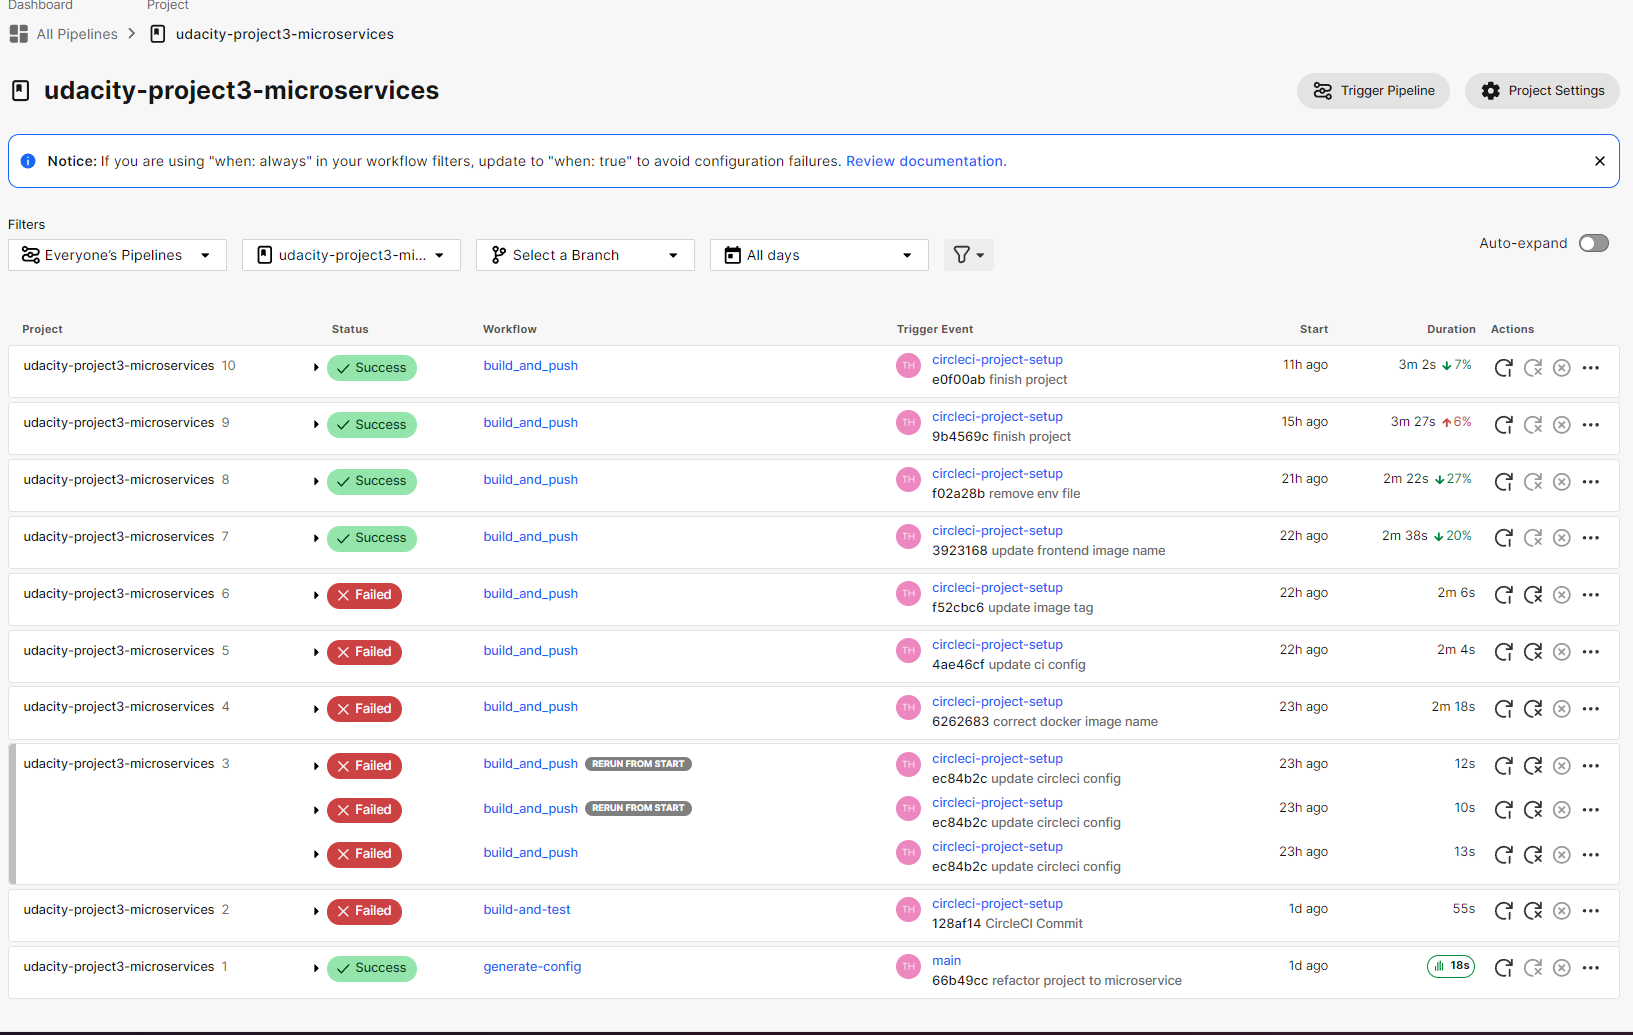 Dashboard Project
All Pipelines udacity-project3-microservices
udacity-project3-microservices Trigger Pipeline Project Settings
Notice: If you are using "when: always" in your workflow filters, update to "when: true" to avoid configuration failures. Review documentation.
Filters
Everyone's Pipelines udacity-project3-mi... Select a Branch All days Auto-expand
Project Status Workflow Trigger Event Start Duration Actions
udacity-project3-microservices 10 Success build_and_push TH circleci-project-setup 11h ago 3m 2s 7%
e0f00ab finish project
udacity-project3-microservices 9 Success build_and_push TH circleci-project-setup 15h ago 3m 27s 6%
9b4569c finish project
udacity-project3-microservices 8 Success build_and_push TH circleci-project-setup 21h ago 2m 22s 27%
f02a28b remove env file
udacity-project3-microservices 7 Success build_and_push TH circleci-project-setup 22h ago 2m 38s 20%
3923168 update frontend image name
udacity-project3-microservices 6 Failed build_and_push TH circleci-project-setup 22h ago 2m 6s
f52cbc6 update image tag
udacity-project3-microservices 5 Failed build_and_push TH circleci-project-setup 22h ago 2m 4s
4ae46cf update ci config
udacity-project3-microservices 4 Failed build_and_push TH circleci-project-setup 23h ago 2m 18s
6262683 correct docker image name
udacity-project3-microservices 3 Failed build_and_push RERUN FROM START TH circleci-project-setup 23h ago 12s
ec84b2c update circleci config
Failed build_and_push RERUN FROM START TH circleci-project-setup 23h ago 10s
ec84b2c update circleci config
Failed build_and_push TH circleci-project-setup 23h ago 13s
ec84b2c update circleci config
udacity-project3-microservices 2 Failed build-and-test TH circleci-project-setup 1d ago 55s
128af14 CircleCI Commit
udacity-project3-microservices 1 Success generate-config TH main 1d ago 18s
66b49cc refactor project to microservice